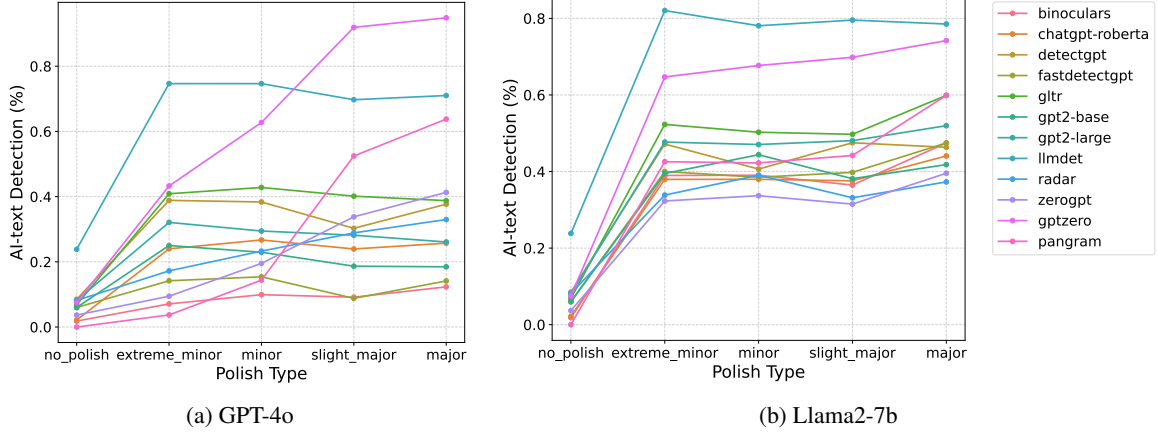 AI-text Detection (%)
0.8
0.6
0.4
0.2
0.0
no_polish extreme_minor minor slight_major major
Polish Type
(a) GPT-4o
AI-text Detection (%)
0.8
0.6
0.4
0.2
0.0
no_polish extreme_minor minor slight_major major
Polish Type
(b) Llama2-7b
binoculars
chatgpt-roberta
detectgpt
fastdetectgpt
gltr
gpt2-base
gpt2-large
llmdet
radar
zerogpt
gptzero
pangram